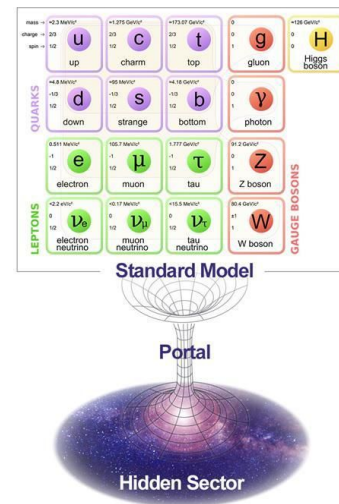 mass → ≈2.3 MeV/c² ≈1.275 GeV/c² ≈173.07 GeV/c² 0 ≈126 GeV/c²
charge → 2/3 2/3 2/3 0 0
spin → 1/2 1/2 1/2 1 0
u c t g H
up charm top gluon Higgs
boson
≈4.8 MeV/c² ≈95 MeV/c² ≈4.18 GeV/c² 0
-1/3 -1/3 -1/3 0
1/2 1/2 1/2 1
d s b γ
down strange bottom photon
QUARKS
0.511 MeV/c² 105.7 MeV/c² 1.777 GeV/c² 91.2 GeV/c²
-1 -1 -1 0
1/2 1/2 1/2 1
e μ τ Z
electron muon tau Z boson
<2.2 eV/c² <0.17 MeV/c² <15.5 MeV/c² 80.4 GeV/c²
0 0 0 ±1
1/2 1/2 1/2 1
νe νμ ντ W
electron muon tau W boson
neutrino neutrino neutrino
LEPTONS
GAUGE BOSONS
Standard Model
Portal
Hidden Sector